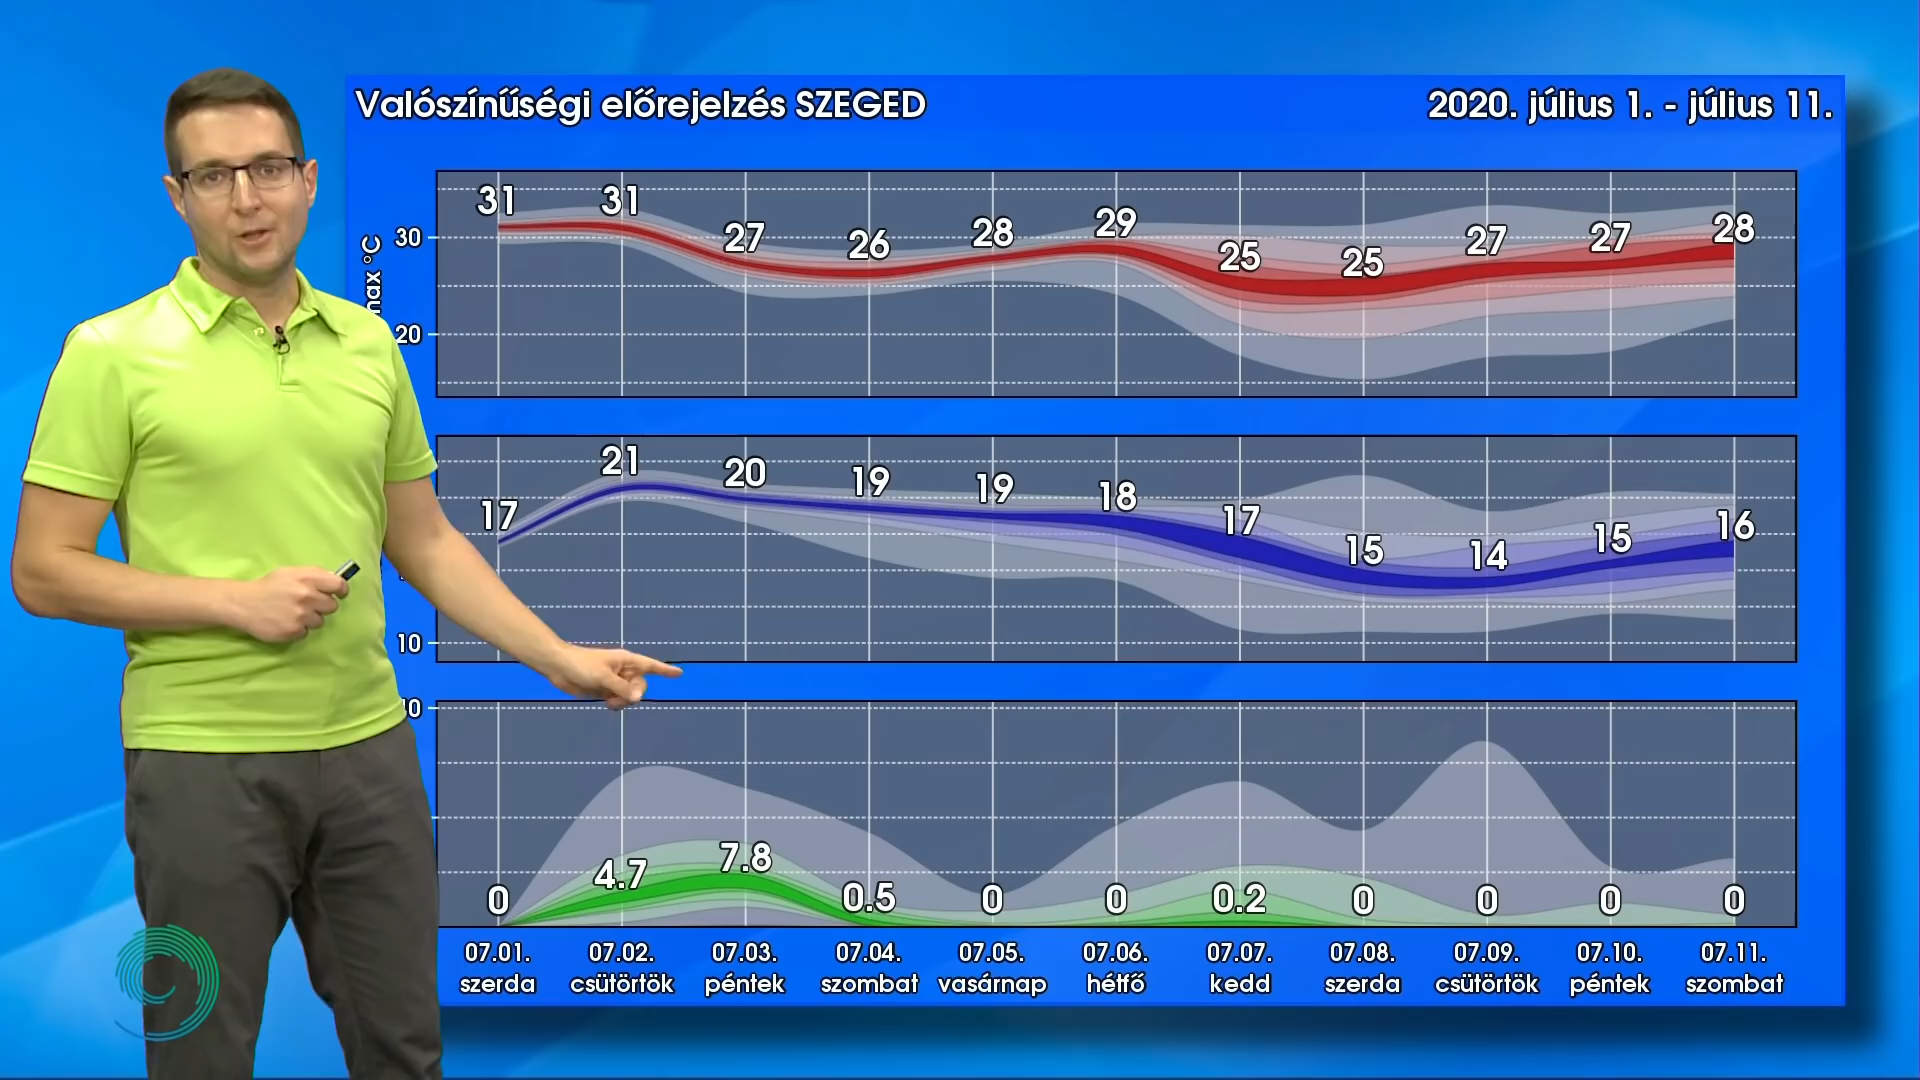 Valószínűségi előrejelzés SZEGED
2020. július 1. - július 11.
max °C
30
20
31 31 27 26 28 29 25 25 27 27 28
17 21 20 19 19 18 17 15 14 15 16
10
0 4.7 7.8 0.5 0 0 0.2 0 0 0 0
07.01. 07.02. 07.03. 07.04. 07.05. 07.06. 07.07. 07.08. 07.09. 07.10. 07.11.
szerda csütörtök péntek szombat vasárnap hétfő kedd szerda csütörtök péntek szombat